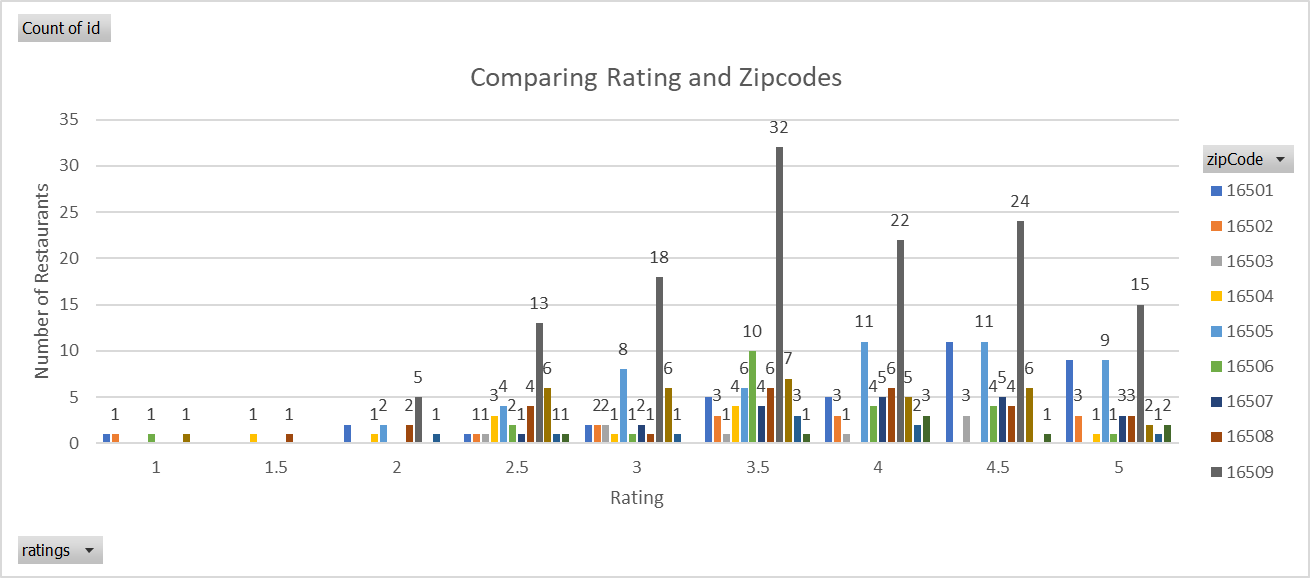 Count of id
Comparing Rating and Zipcodes
Number of Restaurants
35
30
25
20
15
10
5
0
1 1 1
1 1
1 2 2 5 1
1 1 3 4 2 1 4 13 6 1 1
2 2 1 8 1 2 1 18 6 1
3 1 4 6 10 4 6 32 7 3 1
3 1 11 4 5 6 22 5 2 3
3 11 4 5 4 24 6 1
3 1 9 1 3 3 15 2 1 2
1 1.5 2 2.5 3 3.5 4 4.5 5
Rating
zipCode
16501
16502
16503
16504
16505
16506
16507
16508
16509
ratings